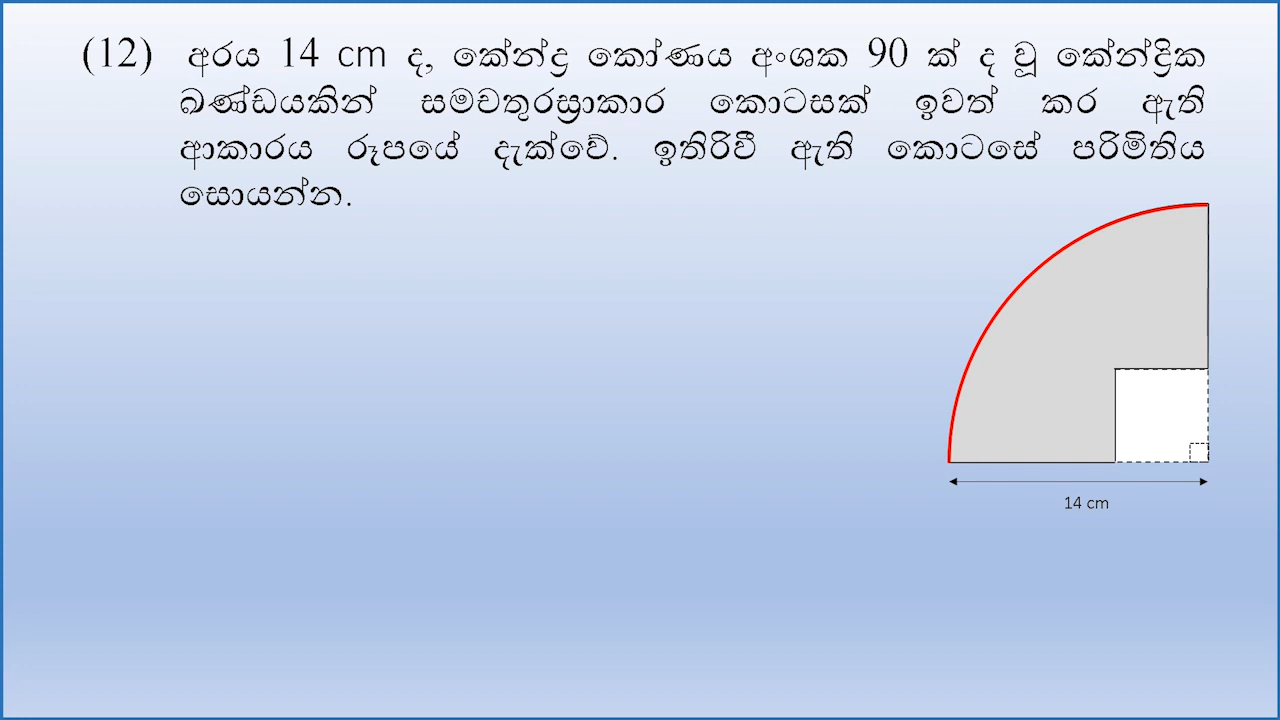 (12) අරය 14 cm ද, කේන්ද්‍ර කෝණය අංශක 90 ක් ද වූ කේන්ද්‍රික
ඛණ්ඩයකින් සමචතුරස්‍රාකාර කොටසක් ඉවත් කර ඇති
ආකාරය රූපයේ දැක්වේ. ඉතිරිවී ඇති කොටසේ පරිමිතිය
සොයන්න.
14 cm